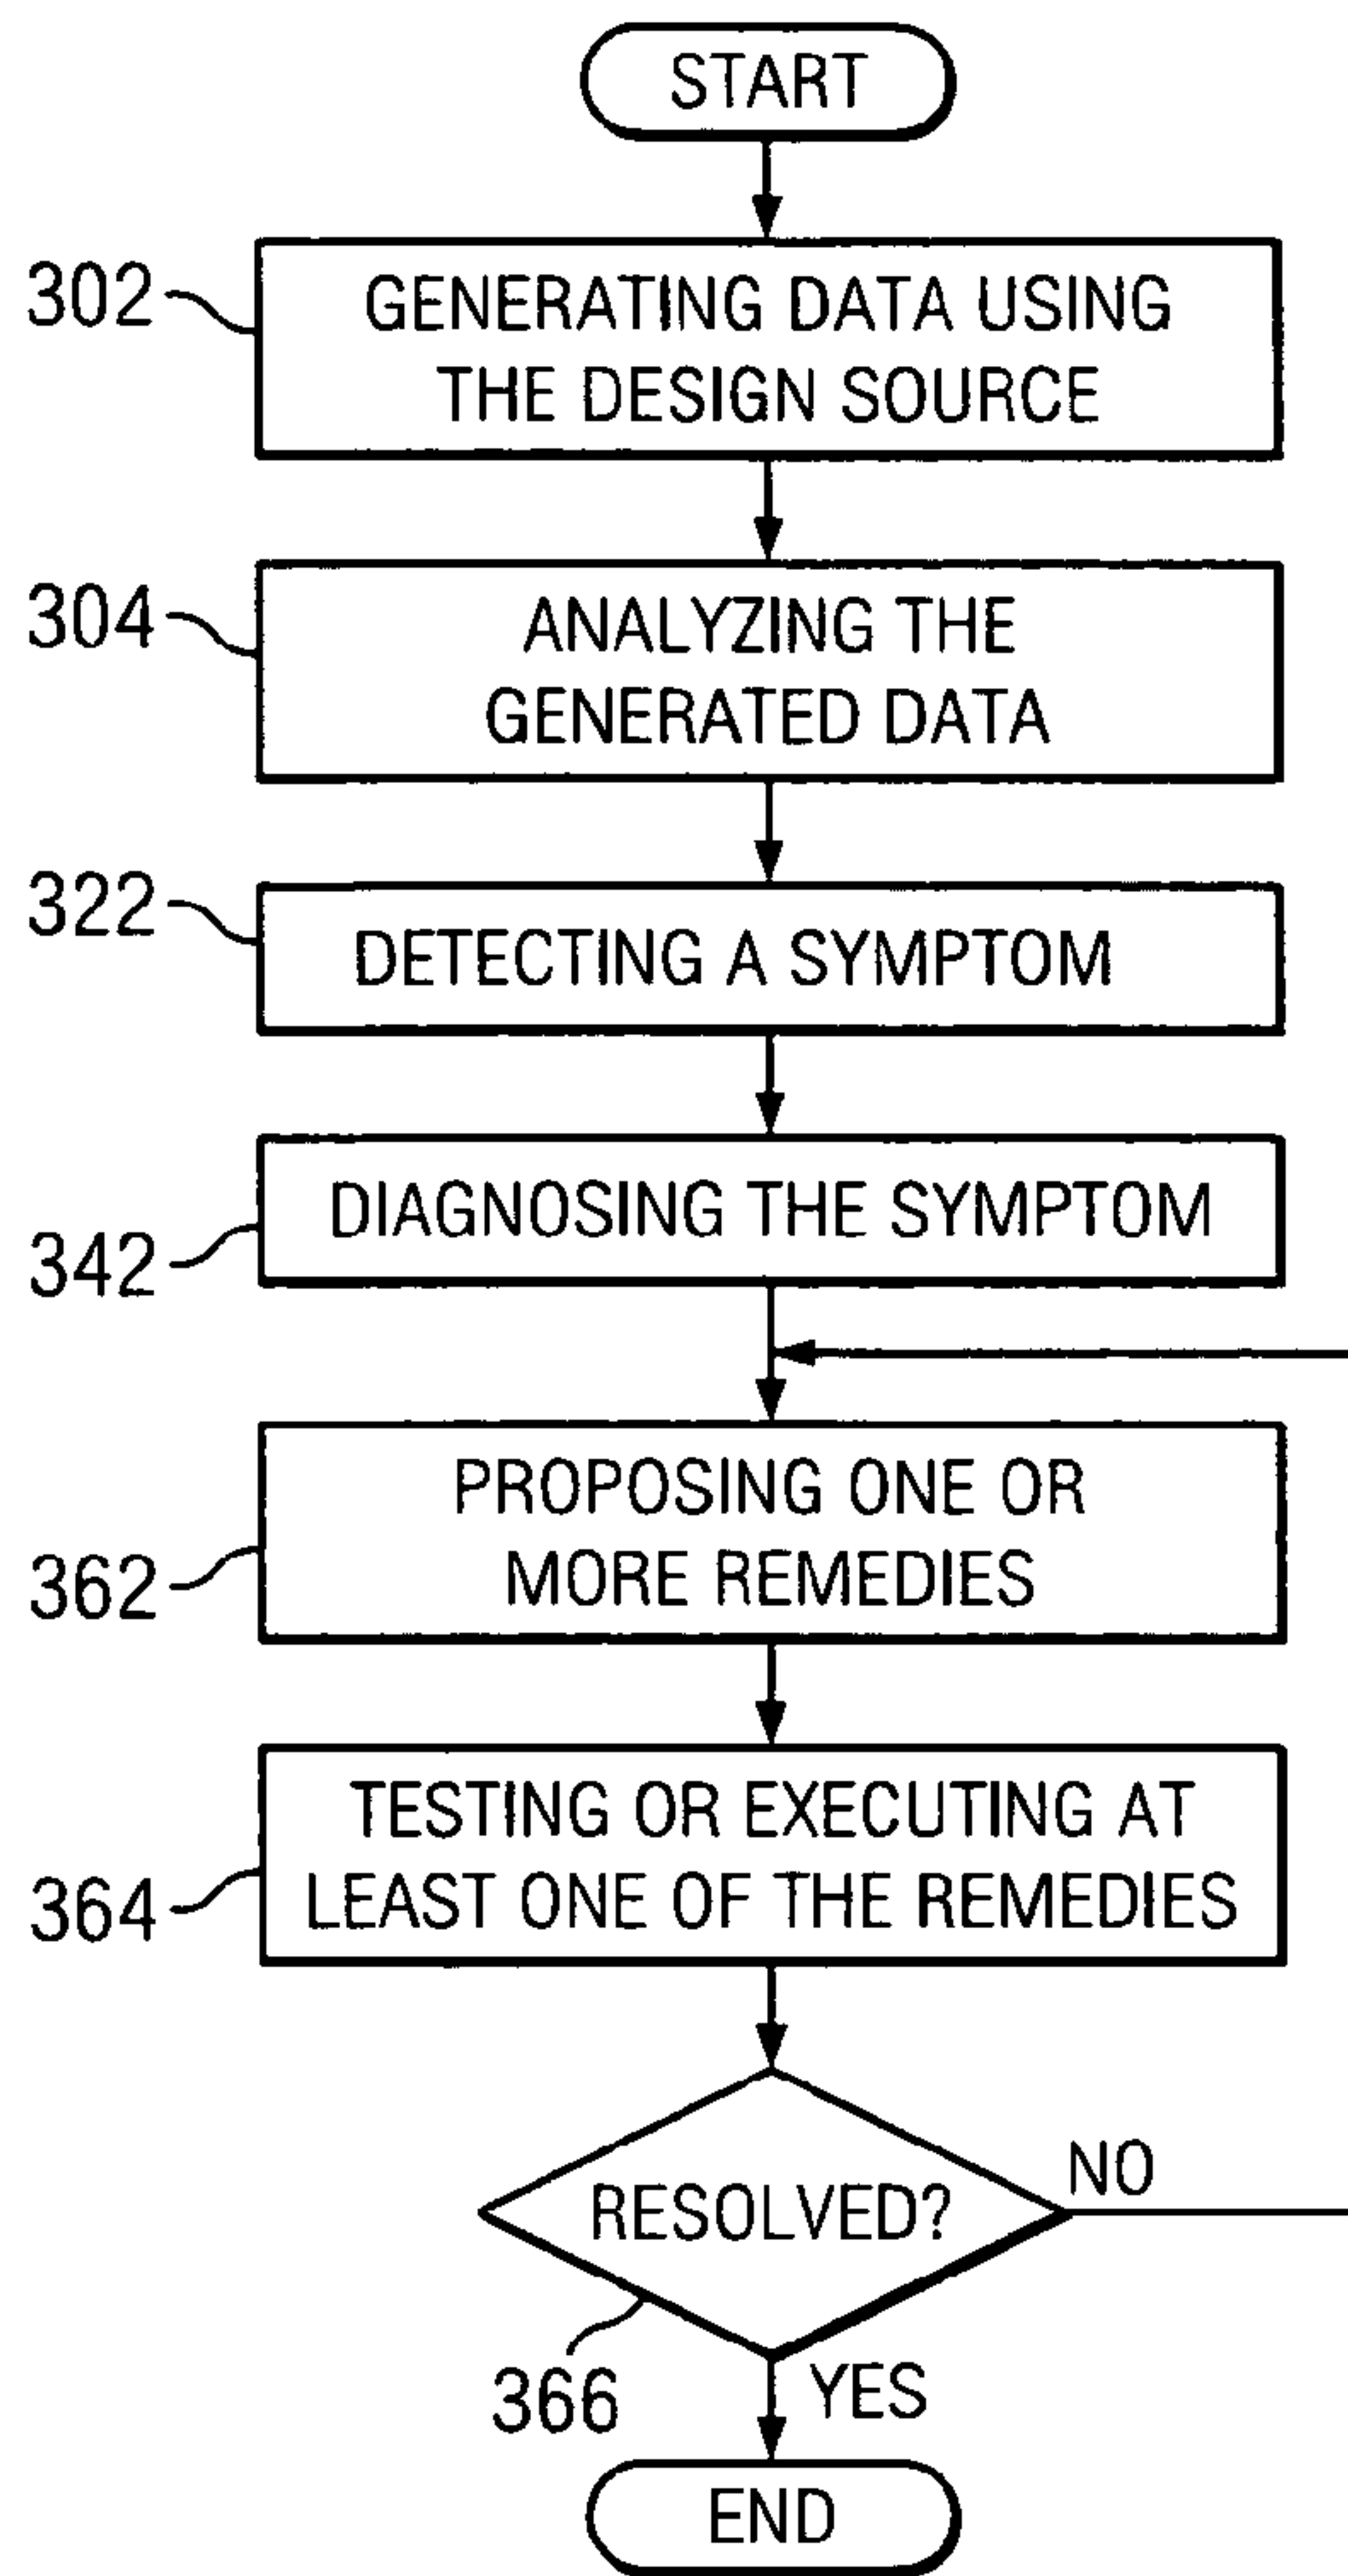 START
302
GENERATING DATA USING
THE DESIGN SOURCE
304
ANALYZING THE
GENERATED DATA
322
DETECTING A SYMPTOM
342
DIAGNOSING THE SYMPTOM
362
PROPOSING ONE OR
MORE REMEDIES
364
TESTING OR EXECUTING AT
LEAST ONE OF THE REMEDIES
RESOLVED?
NO
366
YES
END